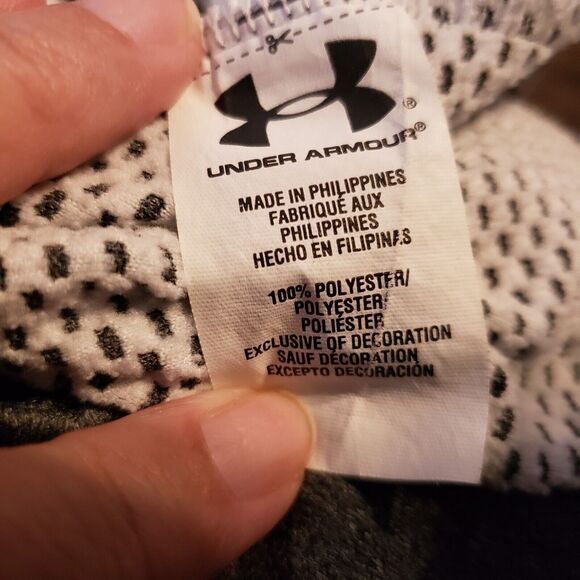 UNDER ARMOUR®
MADE IN PHILIPPINES
FABRIQUÉ AUX
PHILIPPINES
HECHO EN FILIPINAS
100% POLYESTER/
POLYESTER/
POLIÉSTER
EXCLUSIVE OF DECORATION
SAUF DÉCORATION
EXCEPTO DECORACIÓN